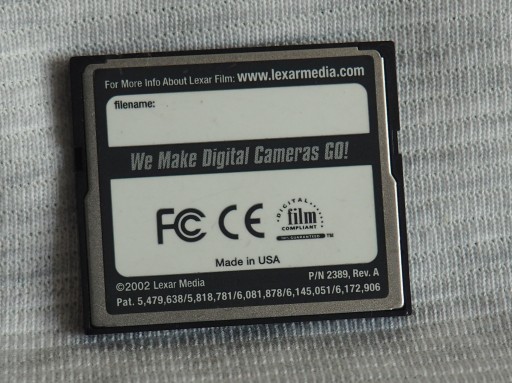 For More Info About Lexar Film: www.lexarmedia.com
filename:
We Make Digital Cameras GO!
FC CE
DIGITAL
film
COMPLIANT
100% GUARANTEED ™
Made in USA
P/N 2389, Rev. A
©2002 Lexar Media
Pat. 5,479,638/5,818,781/6,081,878/6,145,051/6,172,906